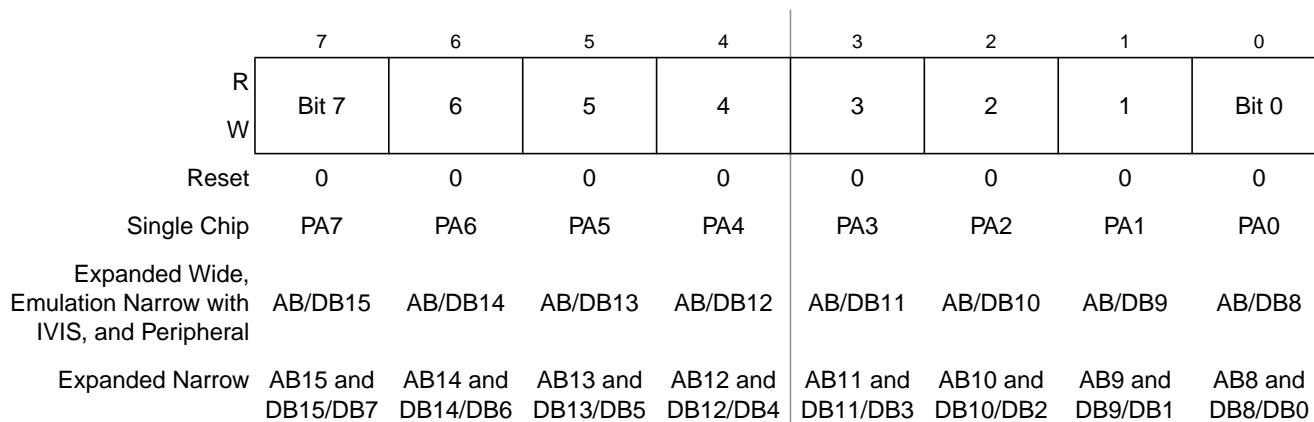 7 6 5 4 3 2 1 0
R
Bit 7 6 5 4 3 2 1 Bit 0
W
Reset 0 0 0 0 0 0 0 0
Single Chip PA7 PA6 PA5 PA4 PA3 PA2 PA1 PA0
Expanded Wide,
Emulation Narrow with AB/DB15 AB/DB14 AB/DB13 AB/DB12 AB/DB11 AB/DB10 AB/DB9 AB/DB8
IVIS, and Peripheral
Expanded Narrow AB15 and AB14 and AB13 and AB12 and AB11 and AB10 and AB9 and AB8 and
DB15/DB7 DB14/DB6 DB13/DB5 DB12/DB4 DB11/DB3 DB10/DB2 DB9/DB1 DB8/DB0